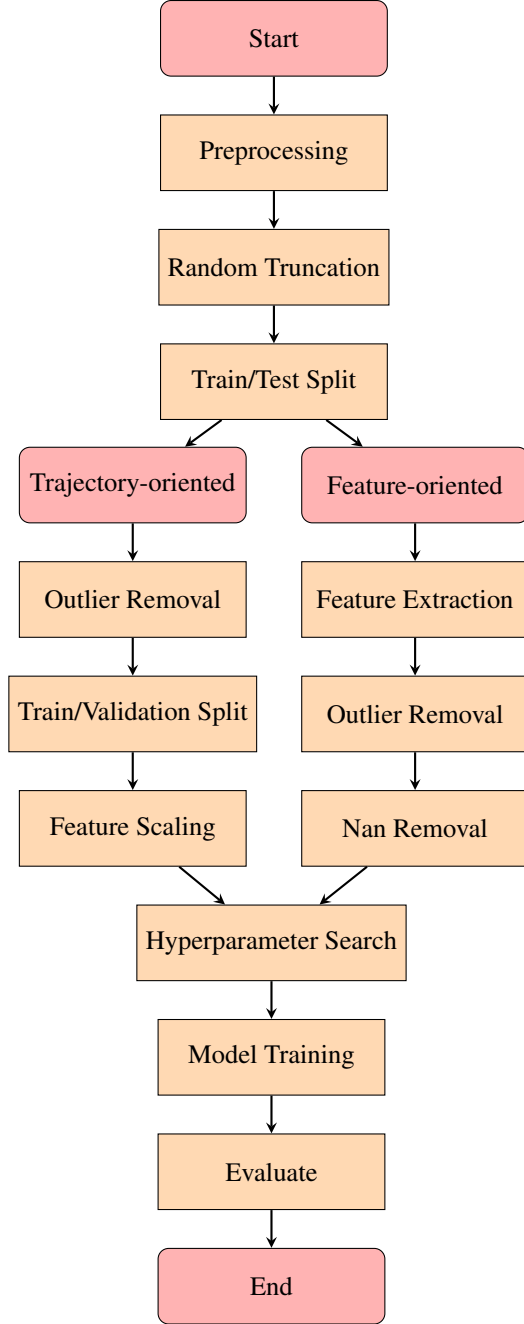 Start
Preprocessing
Random Truncation
Train/Test Split
Trajectory-oriented
Feature-oriented
Outlier Removal
Feature Extraction
Train/Validation Split
Outlier Removal
Feature Scaling
Nan Removal
Hyperparameter Search
Model Training
Evaluate
End